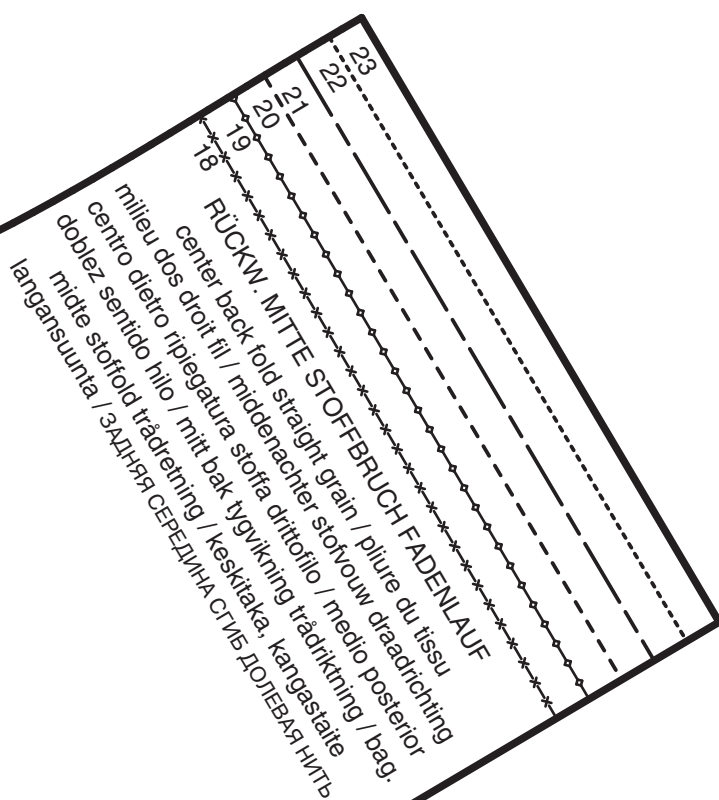 23
22
21
20
19
18
RÜCKW. MITTE STOFFBRUCH FADENLAUF
center back fold straight grain / pliure du tissu
milieu dos droit fil / middenachter stofvouw draadrichting
centro dietro ripiegatura stoffa drittofilo / medio posterior
doblez sentido hilo / mitt bak tygvikning trådriktning / bag.
midte stoffold trådretning / keskitaka, kangastaite
langansuunta / ЗАДНЯЯ СЕРЕДИНА СГИБ ДОЛЕВАЯ НИТЬ